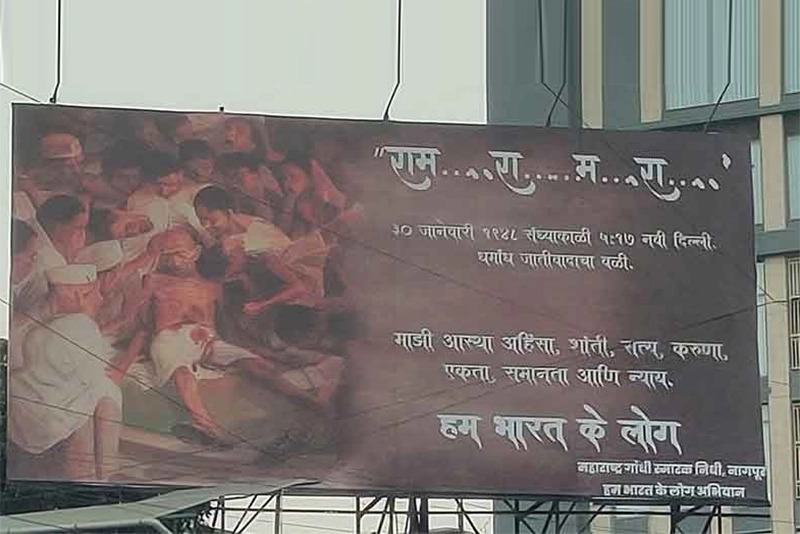 "राम.....रा.....म....रा....."
३० जानेवारी १९४८ संध्याकाळी ५:१७ नवी दिल्ली.
धर्मांध जातीवादाचा बळी.
माझी आस्था अहिंसा, शांती, सत्य, करुणा,
एकता, समानता आणि न्याय.
हम भारत के लोग
महाराष्ट्र गांधी स्मारक निधी, नागपूर
हम भारत के लोग अभियान